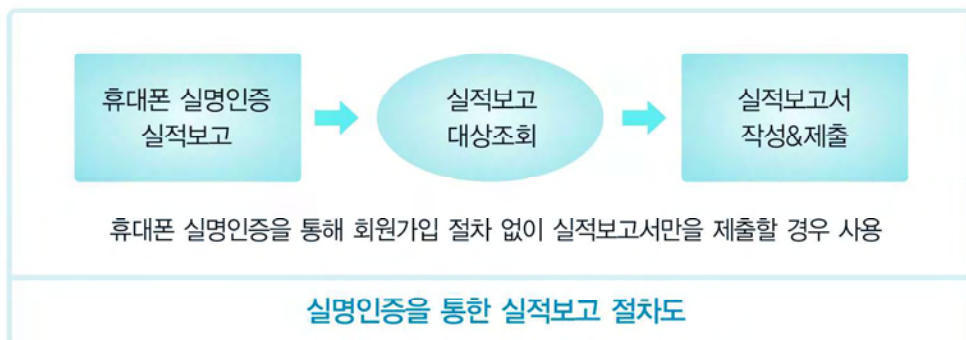 휴대폰 실명인증
실적보고
실적보고
대상조회
실적보고서
작성&제출
휴대폰 실명인증을 통해 회원가입 절차 없이 실적보고서만을 제출할 경우 사용
실명인증을 통한 실적보고 절차도